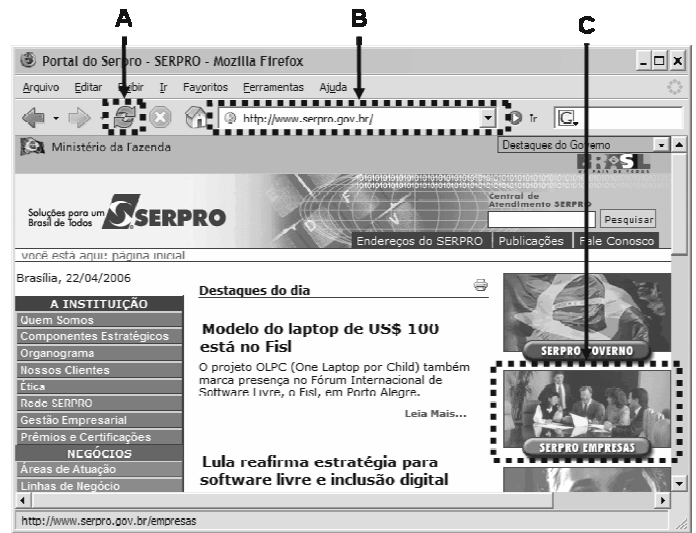 A B C
Portal do Serpro - SERPRO - Mozilla Firefox
Arquivo Editar Exibir Ir Favoritos Ferramentas Ajuda
http://www.serpro.gov.br/ Ir G
Ministério da Fazenda Destaques do Governo
BRASIL
UM PAÍS DE TODOS
Central de
Atendimento SERPRO
Soluções para um
Brasil de Todos SERPRO Pesquisar
Endereços do SERPRO Publicações Fale Conosco
você está aqui: página inicial
Brasília, 22/04/2006
Destaques do dia
A INSTITUIÇÃO
Quem Somos
Componentes Estratégicos
Organograma
Nossos Clientes
Ética
Rede SERPRO
Gestão Empresarial
Prêmios e Certificações
NEGÓCIOS
Áreas de Atuação
Linhas de Negócio
Modelo do laptop de US$ 100
está no Fisl
O projeto OLPC (One Laptop por Child) também
marca presença no Fórum Internacional de
Software Livre, o Fisl, em Porto Alegre.
Leia Mais...
Lula reafirma estratégia para
software livre e inclusão digital
SERPRO GOVERNO
SERPRO EMPRESAS
http://www.serpro.gov.br/empresas